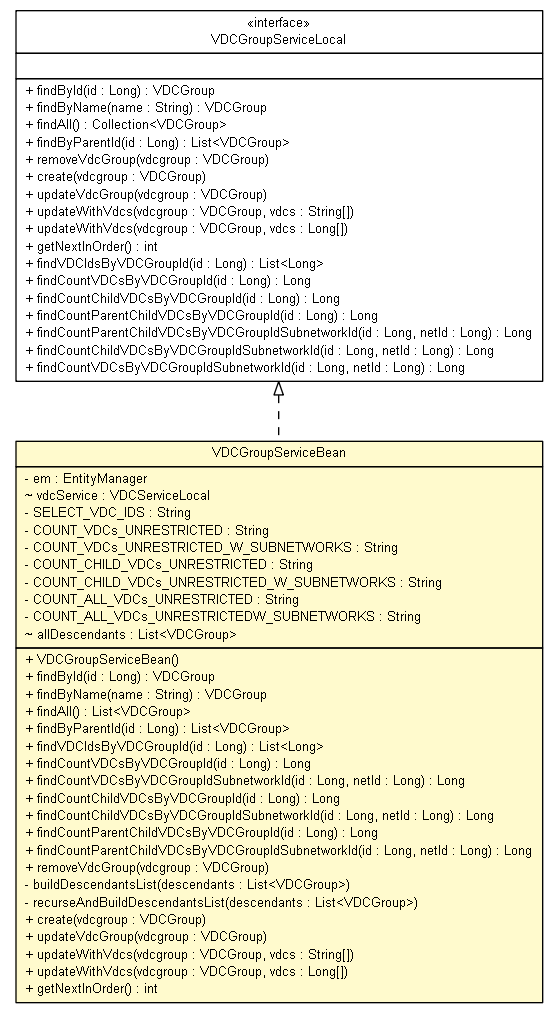 «interface»
VDCGroupServiceLocal
+ findById(id : Long) : VDCGroup
+ findByName(name : String) : VDCGroup
+ findAll() : Collection<VDCGroup>
+ findByParentId(id : Long) : List<VDCGroup>
+ removeVdcGroup(vdcgroup : VDCGroup)
+ create(vdcgroup : VDCGroup)
+ updateVdcGroup(vdcgroup : VDCGroup)
+ updateWithVdcs(vdcgroup : VDCGroup, vdcs : String[])
+ updateWithVdcs(vdcgroup : VDCGroup, vdcs : Long[])
+ getNextInOrder() : int
+ findVDCIdsByVDCGroupId(id : Long) : List<Long>
+ findCountVDCsByVDCGroupId(id : Long) : Long
+ findCountChildVDCsByVDCGroupId(id : Long) : Long
+ findCountParentChildVDCsByVDCGroupId(id : Long) : Long
+ findCountParentChildVDCsByVDCGroupIdSubnetworkId(id : Long, netId : Long) : Long
+ findCountChildVDCsByVDCGroupIdSubnetworkId(id : Long, netId : Long) : Long
+ findCountVDCsByVDCGroupIdSubnetworkId(id : Long, netId : Long) : Long
VDCGroupServiceBean
- em : EntityManager
~ vdcService : VDCServiceLocal
- SELECT_VDC_IDS : String
- COUNT_VDCs_UNRESTRICTED : String
- COUNT_VDCs_UNRESTRICTED_W_SUBNETWORKS : String
- COUNT_CHILD_VDCs_UNRESTRICTED : String
- COUNT_CHILD_VDCs_UNRESTRICTED_W_SUBNETWORKS : String
- COUNT_ALL_VDCs_UNRESTRICTED : String
- COUNT_ALL_VDCs_UNRESTRICTEDW_SUBNETWORKS : String
~ allDescendants : List<VDCGroup>
+ VDCGroupServiceBean()
+ findById(id : Long) : VDCGroup
+ findByName(name : String) : VDCGroup
+ findAll() : List<VDCGroup>
+ findByParentId(id : Long) : List<VDCGroup>
+ findVDCIdsByVDCGroupId(id : Long) : List<Long>
+ findCountVDCsByVDCGroupId(id : Long) : Long
+ findCountVDCsByVDCGroupIdSubnetworkId(id : Long, netId : Long) : Long
+ findCountChildVDCsByVDCGroupId(id : Long) : Long
+ findCountChildVDCsByVDCGroupIdSubnetworkId(id : Long, netId : Long) : Long
+ findCountParentChildVDCsByVDCGroupId(id : Long) : Long
+ findCountParentChildVDCsByVDCGroupIdSubnetworkId(id : Long, netId : Long) : Long
+ removeVdcGroup(vdcgroup : VDCGroup)
- buildDescendantsList(descendants : List<VDCGroup>)
- recurseAndBuildDescendantsList(descendants : List<VDCGroup>)
+ create(vdcgroup : VDCGroup)
+ updateVdcGroup(vdcgroup : VDCGroup)
+ updateWithVdcs(vdcgroup : VDCGroup, vdcs : String[])
+ updateWithVdcs(vdcgroup : VDCGroup, vdcs : Long[])
+ getNextInOrder() : int